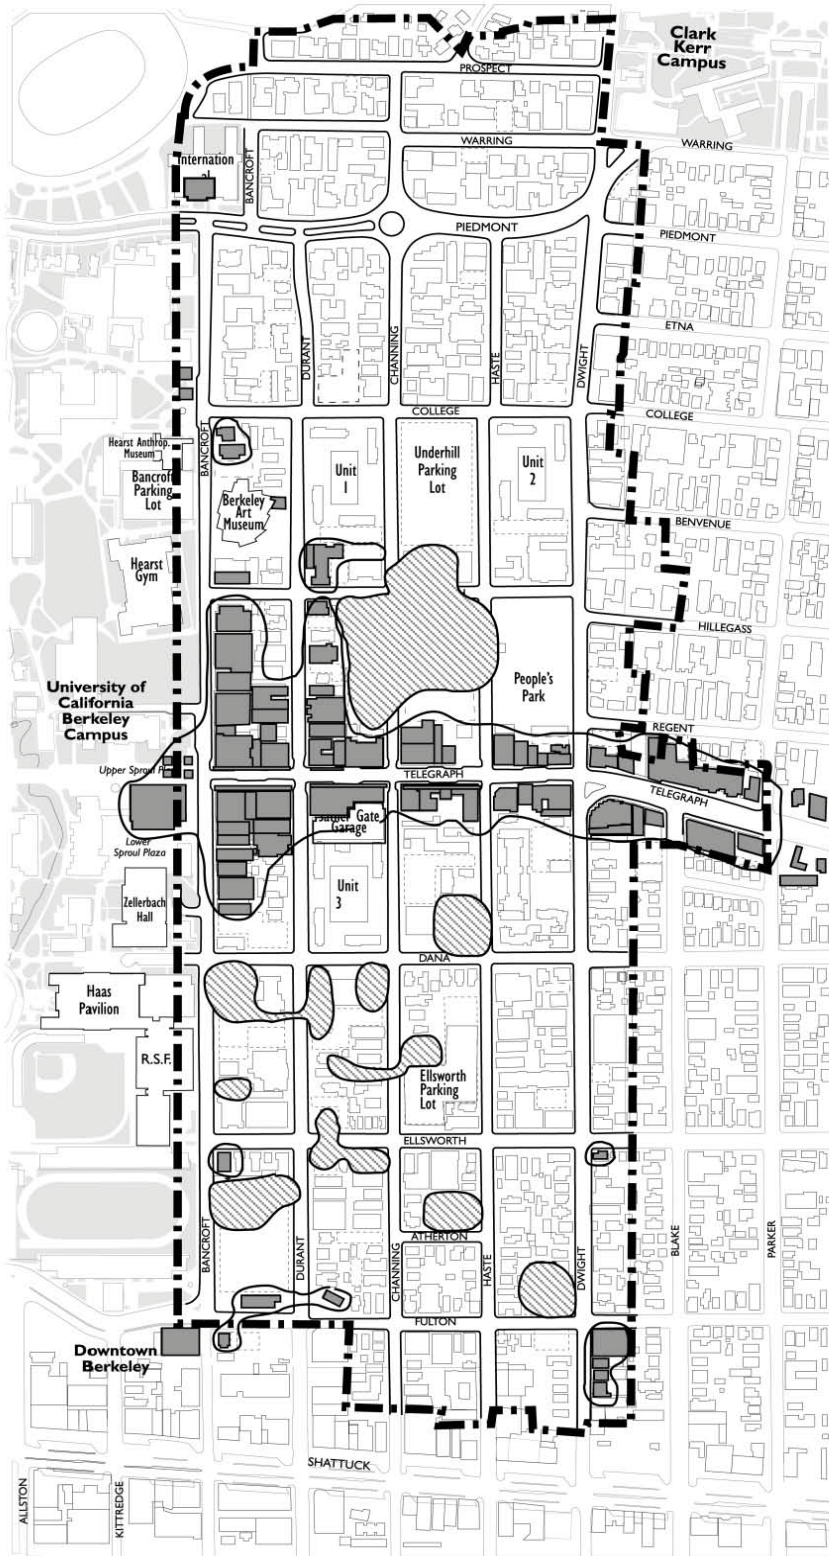 Clark
Kerr
Campus
PROSPECT
WARRING
WARRING
Internation
al
BANCROFT
PIEDMONT
PIEDMONT
ETNA
DURANT
CHANNING
HASTE
DWIGHT
COLLEGE
COLLEGE
BANCROFT
Hearst Anthrop.
Museum
Bancroft
Parking
Lot
Berkeley
Art
Museum
Unit
1
Underhill
Parking
Lot
Unit
2
BENVENUE
Hearst
Gym
HILLEGASS
People's
Park
University of
California
Berkeley
Campus
REGENT
Upper Sproul Pl
TELEGRAPH
TELEGRAPH
Lower
Sproul Plaza
Gate
Garage
Zellerbach
Hall
Unit
3
DANA
Haas
Pavilion
R.S.F.
Ellsworth
Parking
Lot
ELLSWORTH
BANCROFT
DURANT
CHANNING
ATHERTON
HASTE
DWIGHT
BLAKE
PARKER
FULTON
Downtown
Berkeley
SHATTUCK
ALLSTON
KITTREDGE